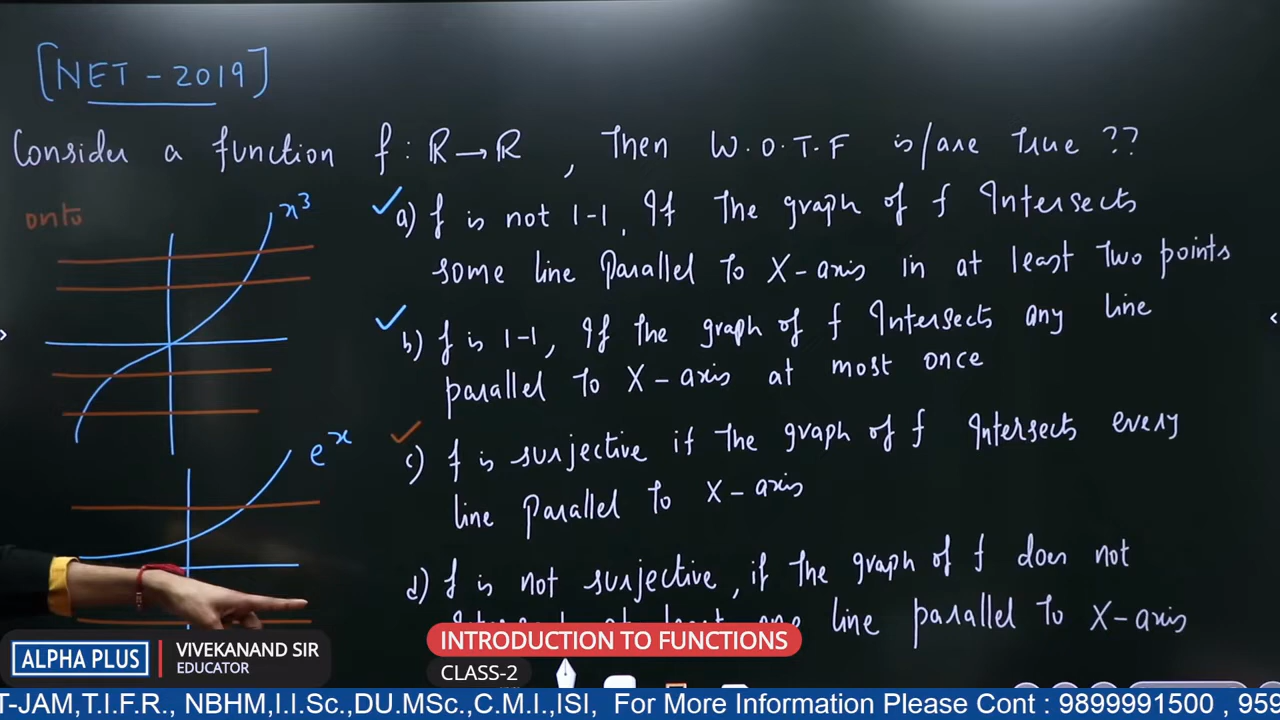 [NET - 2019]
Consider a function f : R → R , Then W.O.T.F is/are True ??
onto
x³
a) f is not 1-1, If The graph of f Intersects
some line Parallel To X-axis in at least Two points
b) f is 1-1, If the graph of f Intersects any line
parallel To X-axis at most once
c) f is surjective if The graph of f Intersects every
line Parallel To X-axis
e^x
d) f is not surjective, if The graph of f does not
at least one line parallel To X-axis
ALPHA PLUS
VIVEKANAND SIR
EDUCATOR
INTRODUCTION TO FUNCTIONS
CLASS-2
T-JAM,T.I.F.R., NBHM,I.I.Sc.,DU.MSc.,C.M.I.,ISI, For More Information Please Cont : 9899991500 , 959